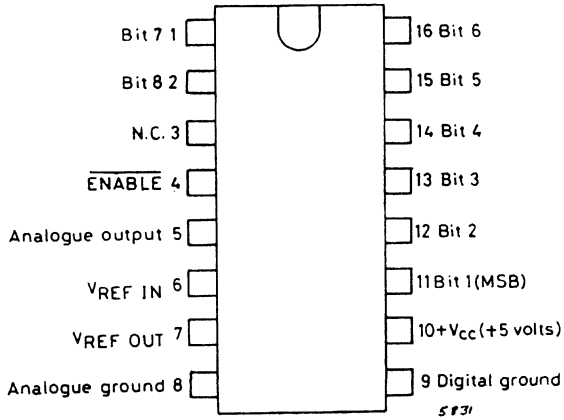 Bit 7 1
Bit 8 2
N.C. 3
ENABLE 4
Analogue output 5
VREF IN 6
VREF OUT 7
Analogue ground 8
16 Bit 6
15 Bit 5
14 Bit 4
13 Bit 3
12 Bit 2
11 Bit 1 (MSB)
10 +Vcc (+5 volts)
9 Digital ground
5831